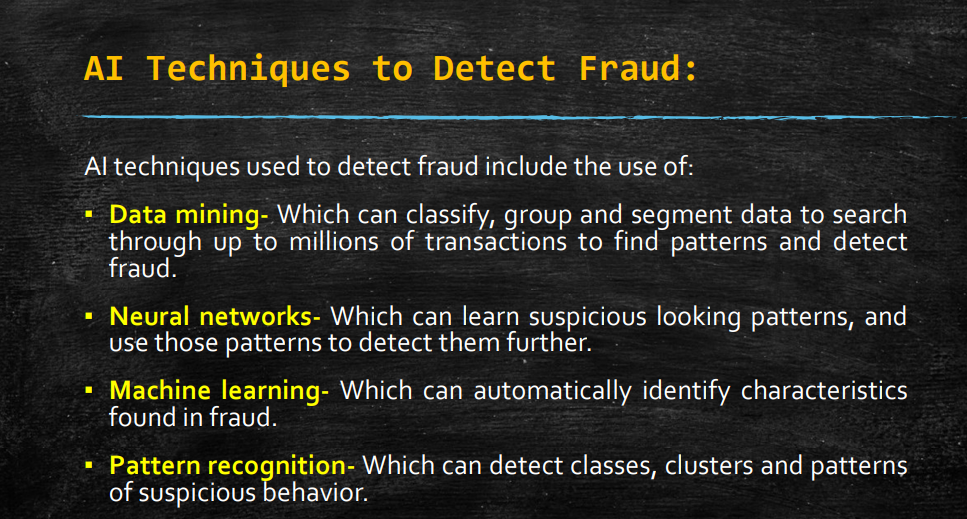 AI Techniques to Detect Fraud:
AI techniques used to detect fraud include the use of:
▪ Data mining- Which can classify, group and segment data to search
through up to millions of transactions to find patterns and detect
fraud.
▪ Neural networks- Which can learn suspicious looking patterns, and
use those patterns to detect them further.
▪ Machine learning- Which can automatically identify characteristics
found in fraud.
▪ Pattern recognition- Which can detect classes, clusters and patterns
of suspicious behavior.